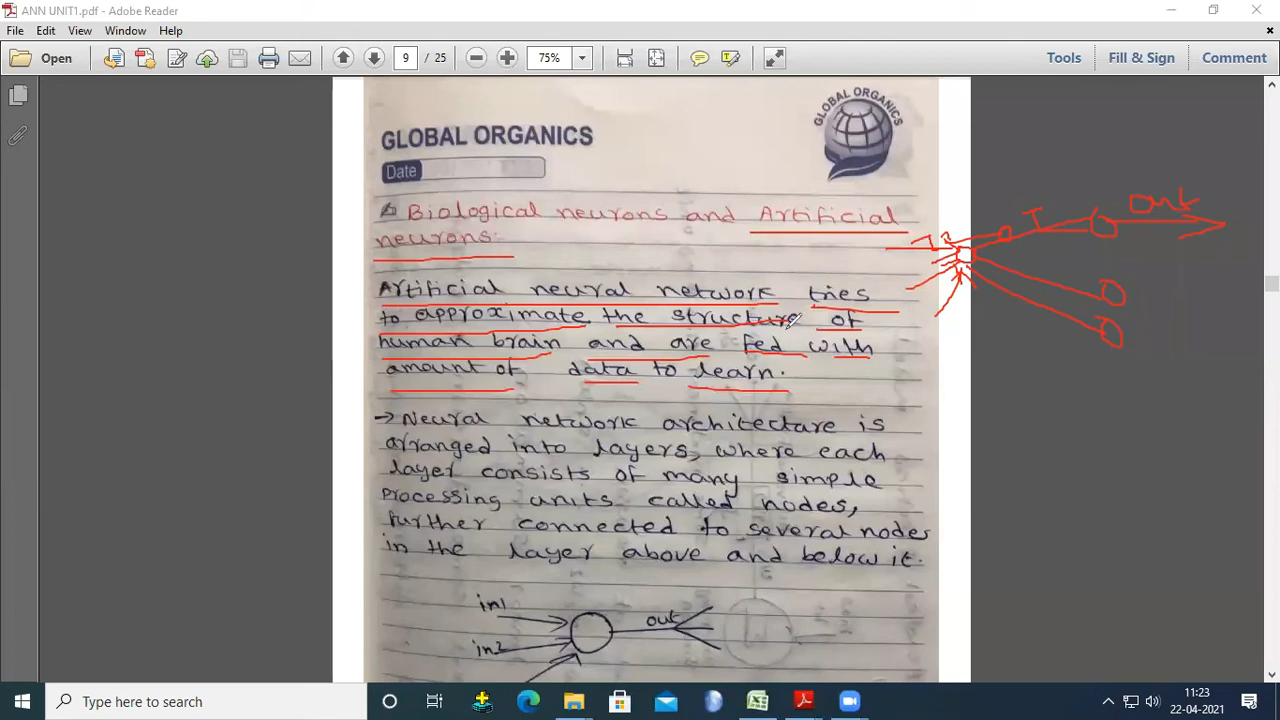 ANN UNIT1.pdf - Adobe Reader
File Edit View Window Help
Open 9 / 25 75% Tools Fill & Sign Comment
GLOBAL ORGANICS
GLOBAL ORGANICS
Date
Biological neurons and Artificial
neurons.
Artificial neural network tries
to approximate the structure of
human brain and are fed with
amount of data to learn.
→ Neural network architecture is
arranged into layers, where each
layer consists of many simple
processing units called nodes,
further connected to several nodes
in the layer above and below it.
in1
out
in2
I
out
Type here to search
11:23
22-04-2021